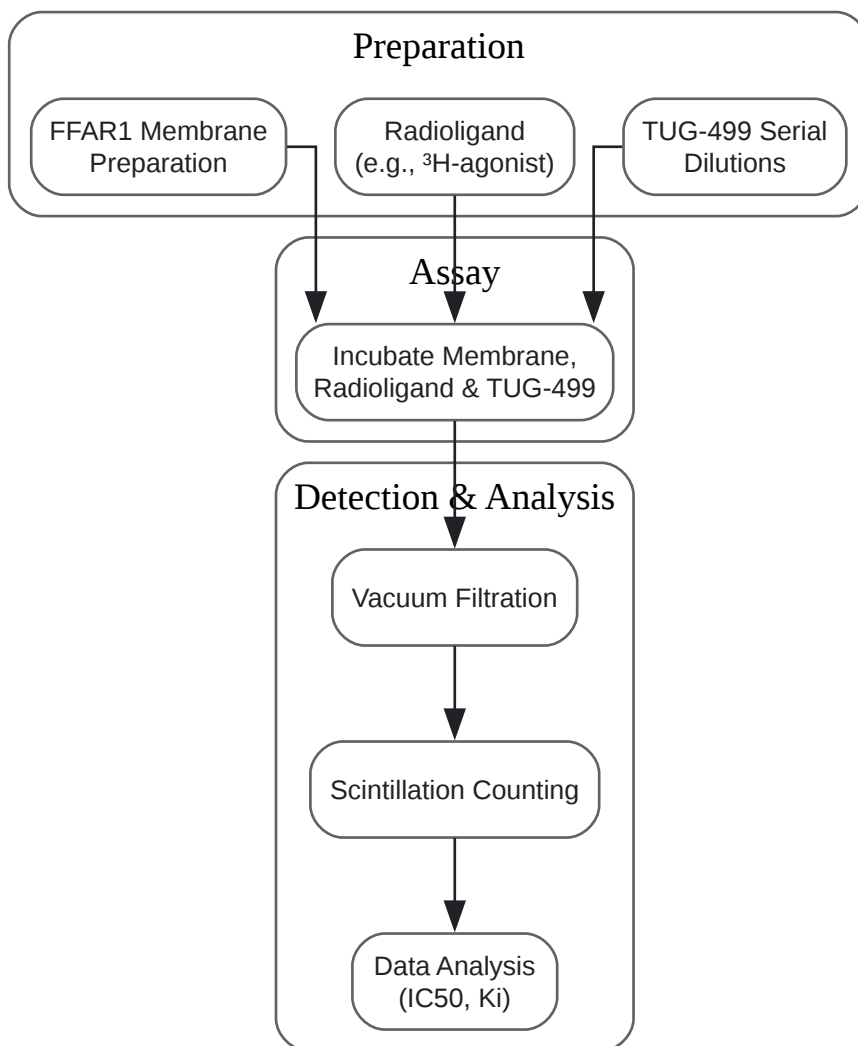 Preparation
FFAR1 Membrane
Preparation
Radioligand
(e.g., ³H-agonist)
TUG-499 Serial
Dilutions
Assay
Incubate Membrane,
Radioligand & TUG-499
Detection & Analysis
Vacuum Filtration
Scintillation Counting
Data Analysis
(IC50, Ki)